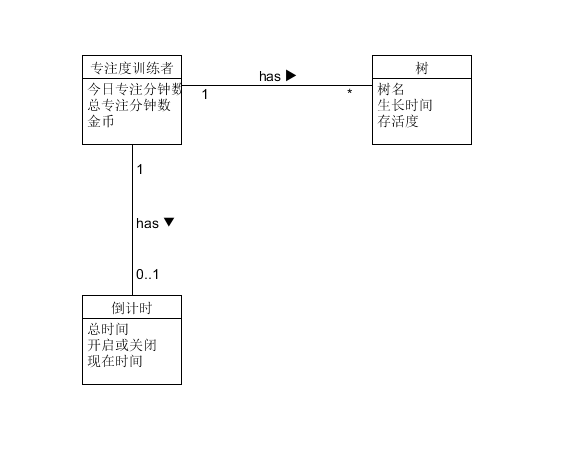 专注度训练者
今日专注分钟数
总专注分钟数
金币
has ▶
1
*
树
树名
生长时间
存活度
1
has ▼
0..1
倒计时
总时间
开启或关闭
现在时间